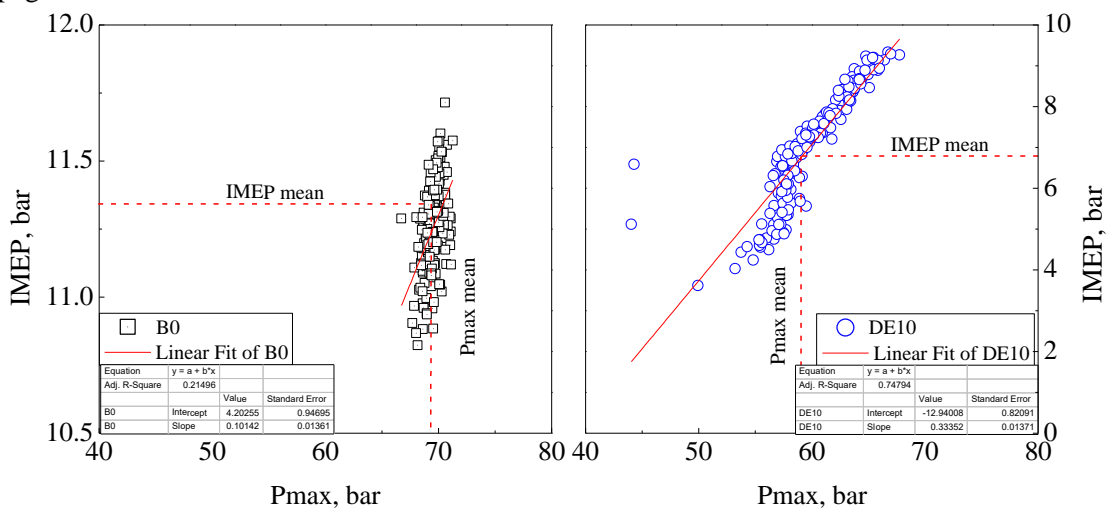 12.0
11.5
11.0
10.5
IMEP, bar
IMEP mean
Pmax mean
B0
Linear Fit of B0
Equation y = a + b*x
Adj. R-Square 0.21496
Value Standard Error
B0 Intercept 4.20255 0.94695
B0 Slope 0.10142 0.01361
40 50 60 70 80
Pmax, bar
10
8
6
4
2
0
IMEP, bar
IMEP mean
Pmax mean
DE10
Linear Fit of DE10
Equation y = a + b*x
Adj. R-Square 0.74794
Value Standard Error
DE10 Intercept -12.94008 0.82091
DE10 Slope 0.33352 0.01371
40 50 60 70 80
Pmax, bar